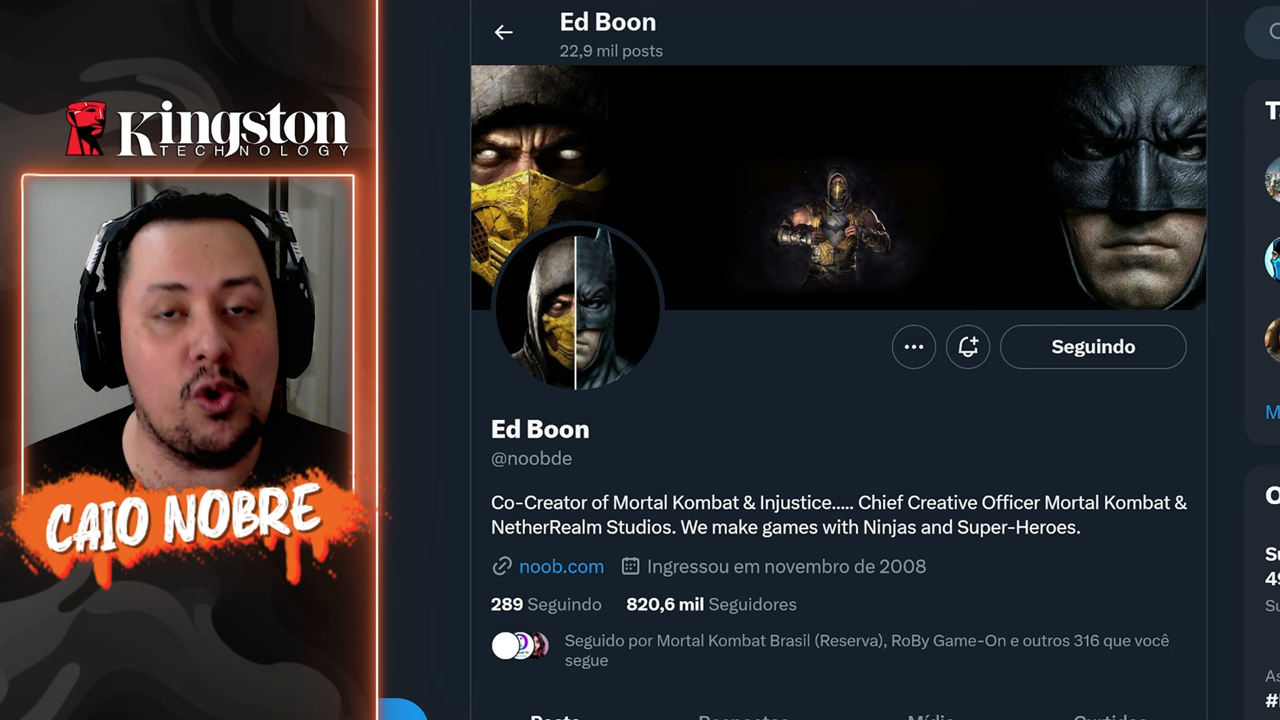 Kingston
TECHNOLOGY
CAIO NOBRE
Ed Boon
22,9 mil posts
Seguindo
Ed Boon
@noobde
Co-Creator of Mortal Kombat & Injustice..... Chief Creative Officer Mortal Kombat &
NetherRealm Studios. We make games with Ninjas and Super-Heroes.
noob.com Ingressou em novembro de 2008
289 Seguindo 820,6 mil Seguidores
Seguido por Mortal Kombat Brasil (Reserva), RoBy Game-On e outros 316 que você
segue